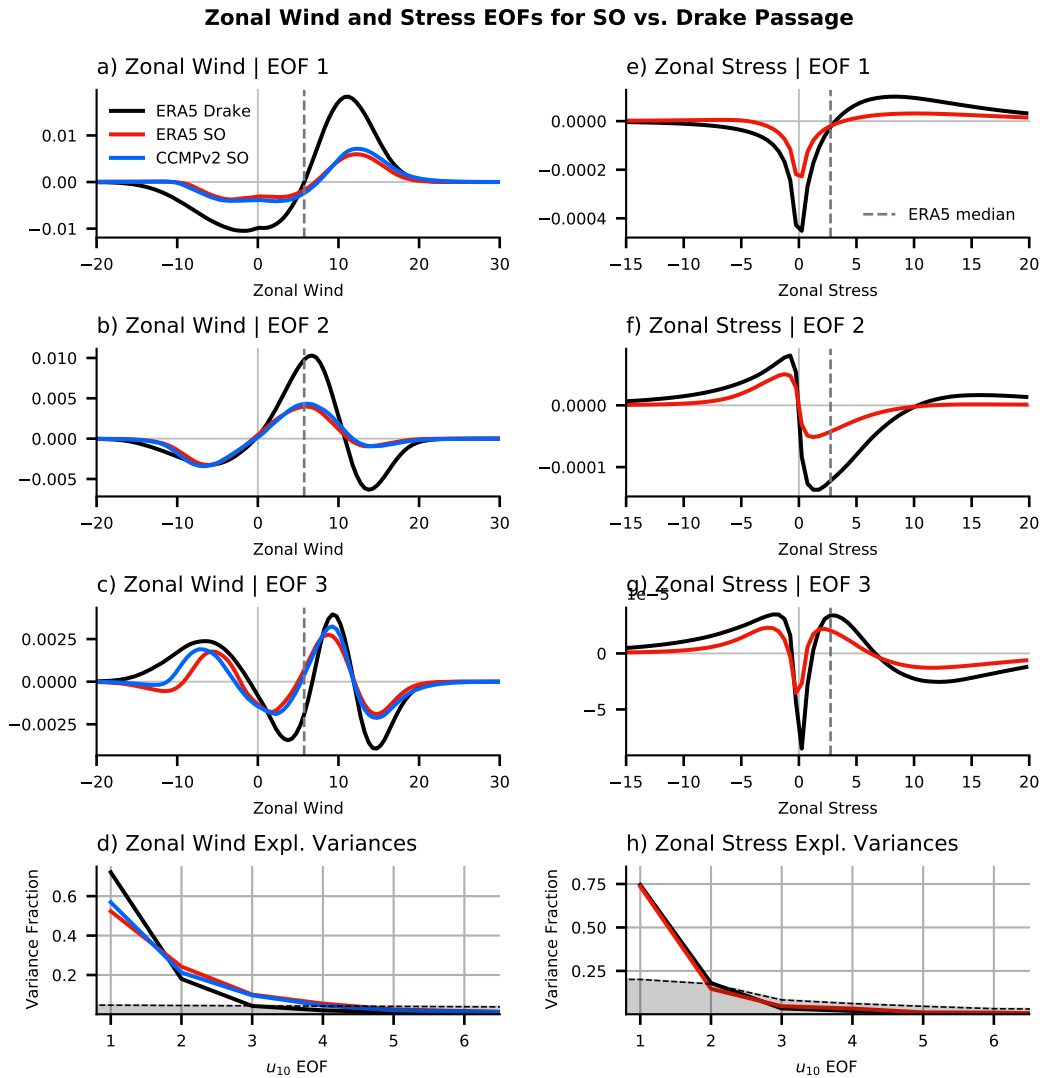 Zonal Wind and Stress EOFs for SO vs. Drake Passage
a) Zonal Wind | EOF 1
ERA5 Drake
ERA5 SO
CCMPv2 SO
0.01
0.00
−0.01
−20 −10 0 10 20 30
Zonal Wind
e) Zonal Stress | EOF 1
0.0000
−0.0002
−0.0004
ERA5 median
−15 −10 −5 0 5 10 15 20
Zonal Stress
b) Zonal Wind | EOF 2
0.010
0.005
0.000
−0.005
−20 −10 0 10 20 30
Zonal Wind
f) Zonal Stress | EOF 2
0.0000
−0.0001
−15 −10 −5 0 5 10 15 20
Zonal Stress
c) Zonal Wind | EOF 3
0.0025
0.0000
−0.0025
−20 −10 0 10 20 30
Zonal Wind
g) Zonal Stress | EOF 3
1e−5
0
−5
−15 −10 −5 0 5 10 15 20
Zonal Stress
d) Zonal Wind Expl. Variances
Variance Fraction
0.6
0.4
0.2
1 2 3 4 5 6
u10 EOF
h) Zonal Stress Expl. Variances
Variance Fraction
0.75
0.50
0.25
1 2 3 4 5 6
u10 EOF